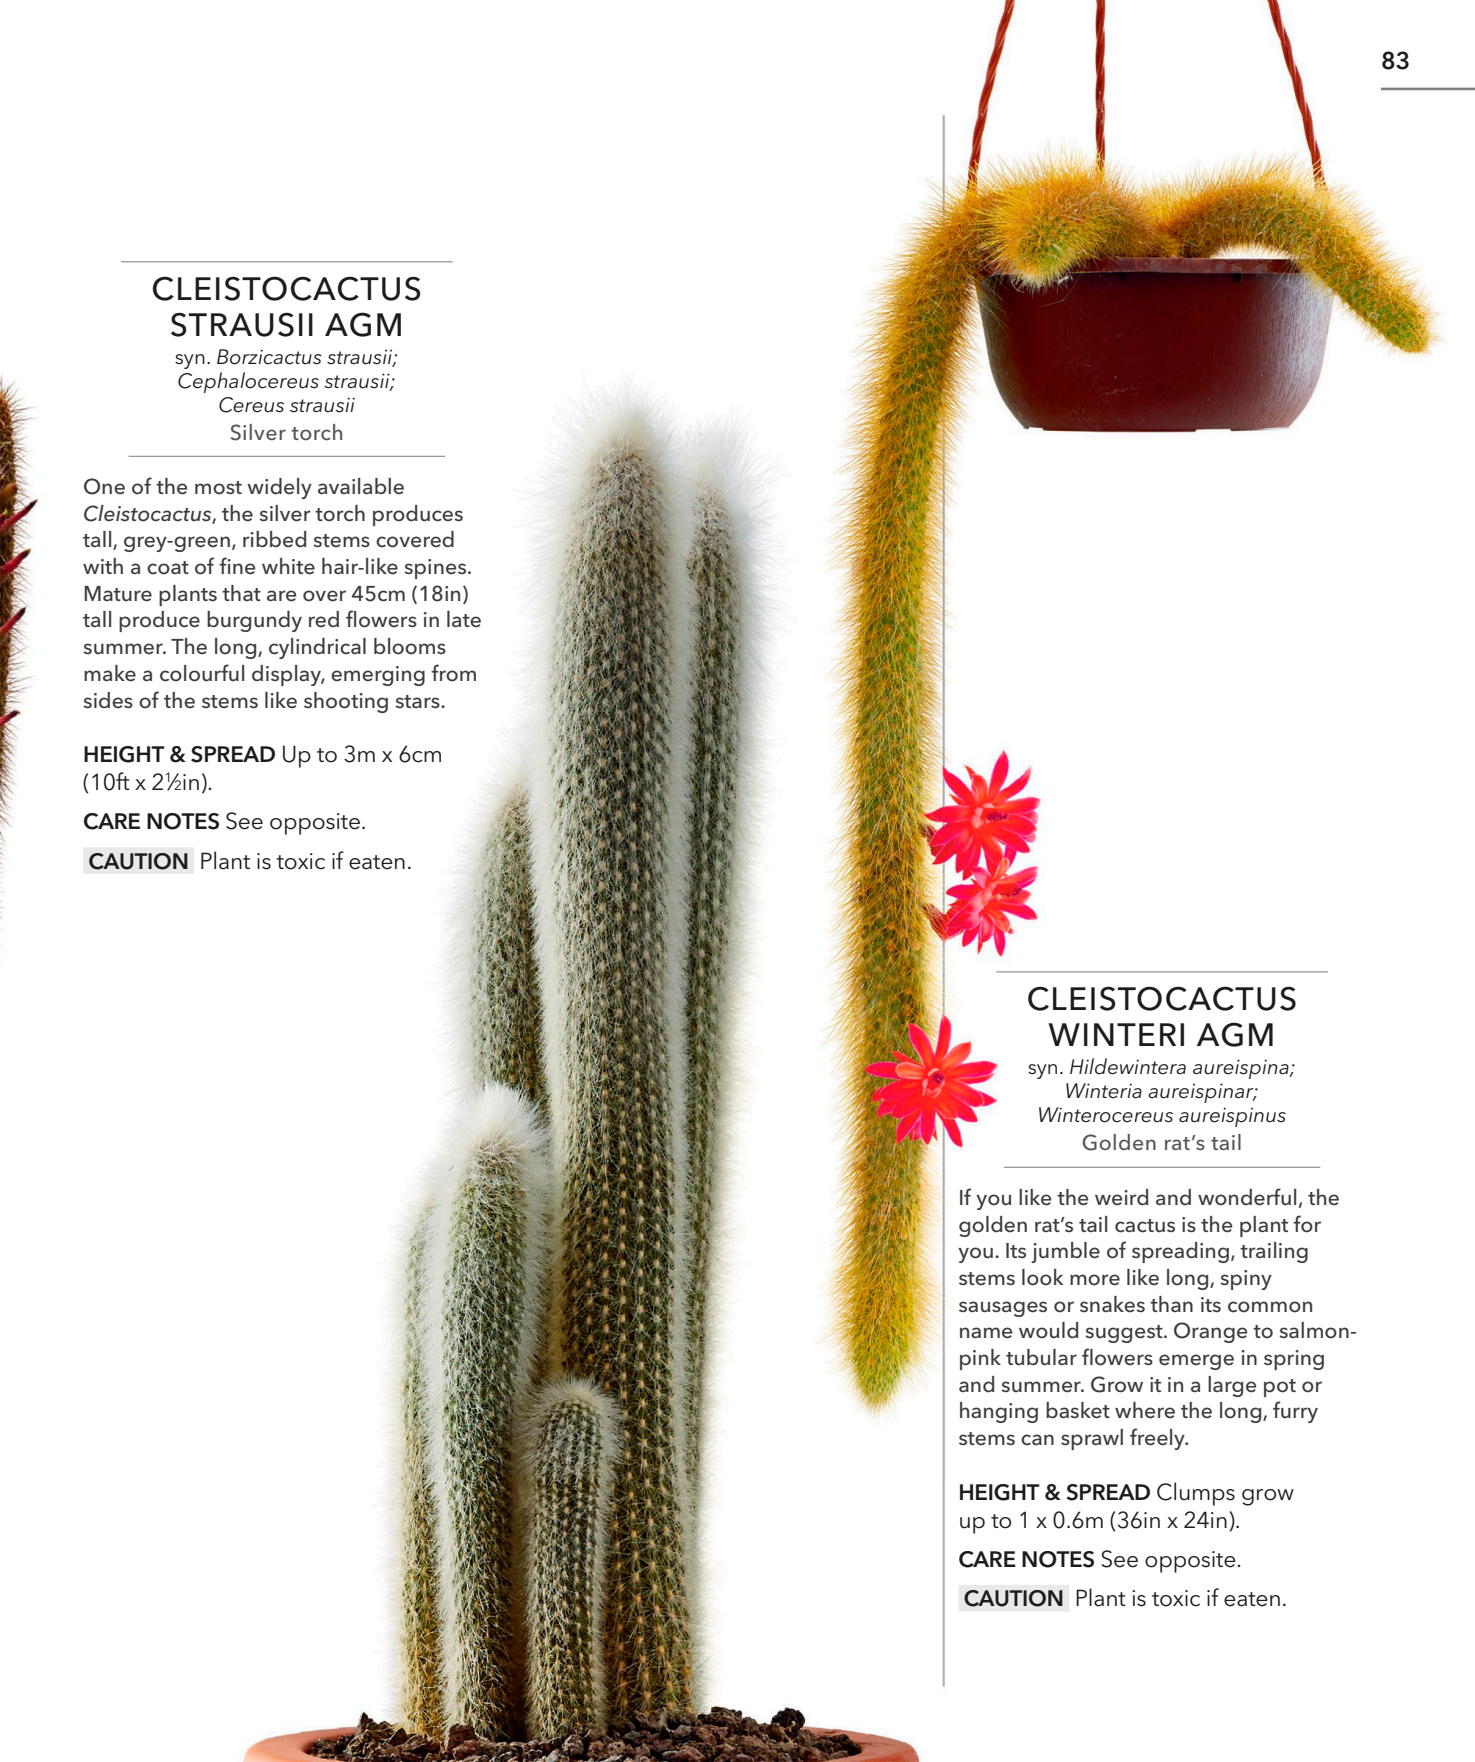 83
CLEISTOCACTUS
STRAUSII AGM
syn. Borzicactus strausii;
Cephalocereus strausii;
Cereus strausii
Silver torch
One of the most widely available
Cleistocactus, the silver torch produces
tall, grey-green, ribbed stems covered
with a coat of fine white hair-like spines.
Mature plants that are over 45cm (18in)
tall produce burgundy red flowers in late
summer. The long, cylindrical blooms
make a colourful display, emerging from
sides of the stems like shooting stars.
HEIGHT & SPREAD Up to 3m x 6cm
(10ft x 2½in).
CARE NOTES See opposite.
CAUTION Plant is toxic if eaten.
CLEISTOCACTUS
WINTERI AGM
syn. Hildewintera aureispina;
Winteria aureispinar;
Winterocereus aureispinus
Golden rat's tail
If you like the weird and wonderful, the
golden rat's tail cactus is the plant for
you. Its jumble of spreading, trailing
stems look more like long, spiny
sausages or snakes than its common
name would suggest. Orange to salmon-
pink tubular flowers emerge in spring
and summer. Grow it in a large pot or
hanging basket where the long, furry
stems can sprawl freely.
HEIGHT & SPREAD Clumps grow
up to 1 x 0.6m (36in x 24in).
CARE NOTES See opposite.
CAUTION Plant is toxic if eaten.